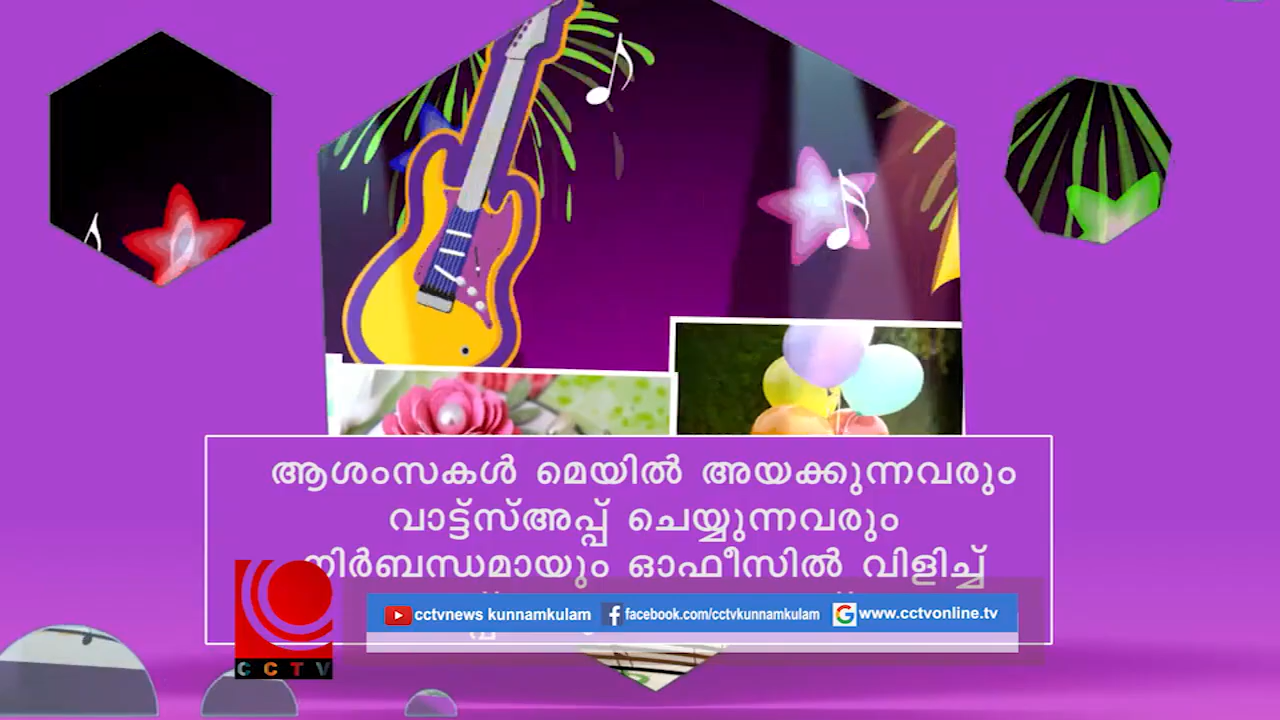 ആശംസകൾ മെയിൽ അയക്കുന്നവരും
വാട്ട്സ്അപ്പ് ചെയ്യുന്നവരും
നിർബന്ധമായും ഓഫീസിൽ വിളിച്ച്
cctvnews kunnamkulam facebook.com/cctvkunnamkulam www.cctvonline.tv
CCTV